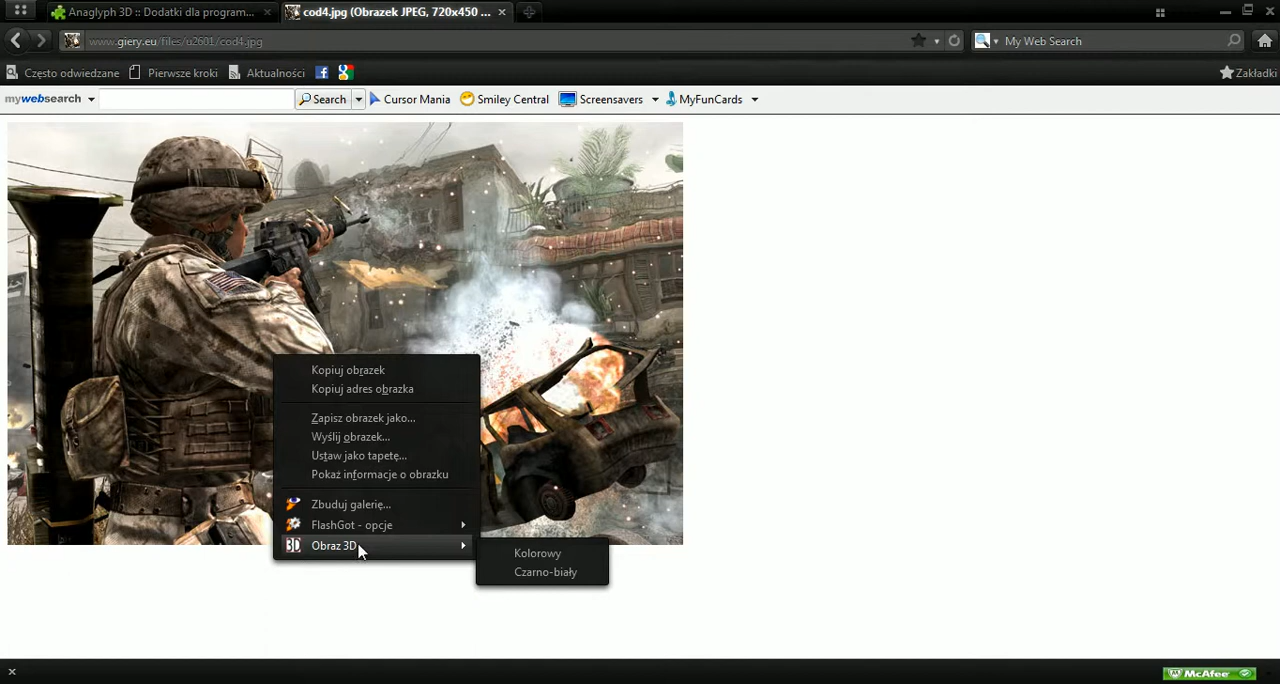 Anaglyph 3D :: Dodatki dla program...
cod4.jpg (Obrazek JPEG, 720x450 ...
www.giery.eu/files/u2601/cod4.jpg
My Web Search
Często odwiedzane
Pierwsze kroki
Aktualności
Zakładki
mywebsearch
Search
Cursor Mania
Smiley Central
Screensavers
MyFunCards
Kopiuj obrazek
Kopiuj adres obrazka
Zapisz obrazek jako...
Wyślij obrazek...
Ustaw jako tapetę...
Pokaż informacje o obrazku
Zbuduj galerię...
FlashGot - opcje
3D Obraz 3D
Kolorowy
Czarno-biały
McAfee